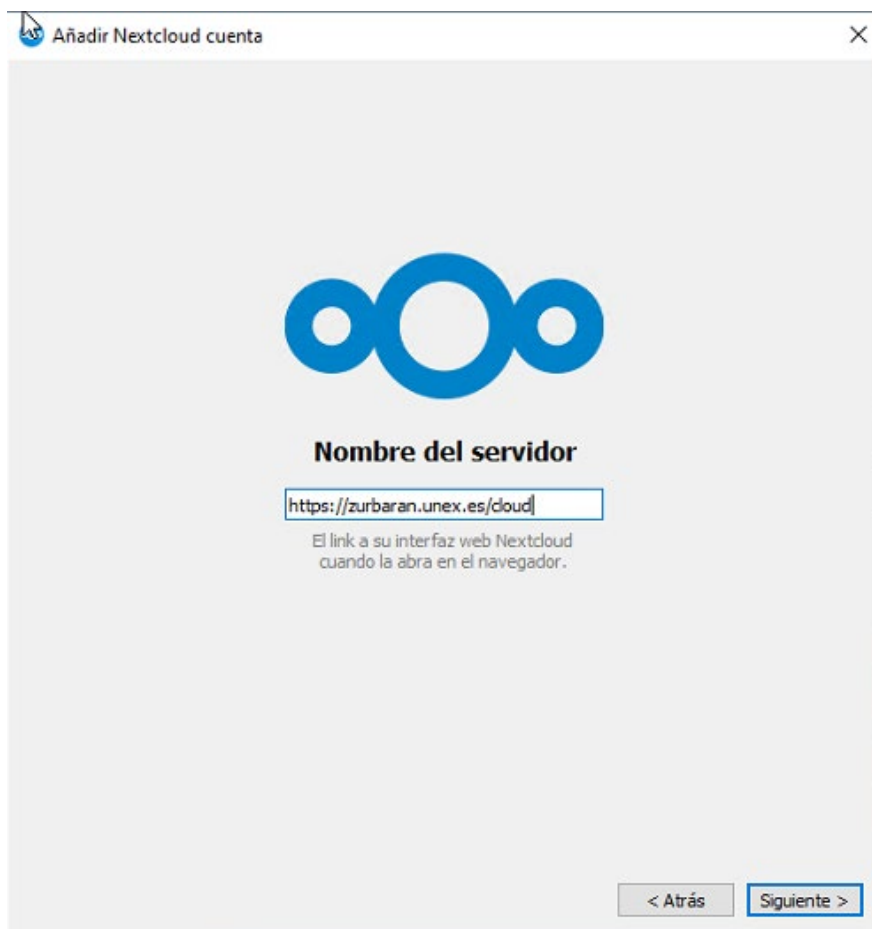 Añadir Nextcloud cuenta
Nombre del servidor
https://zurbaran.unex.es/cloud
El link a su interfaz web Nextcloud
cuando la abra en el navegador.
< Atrás
Siguiente >